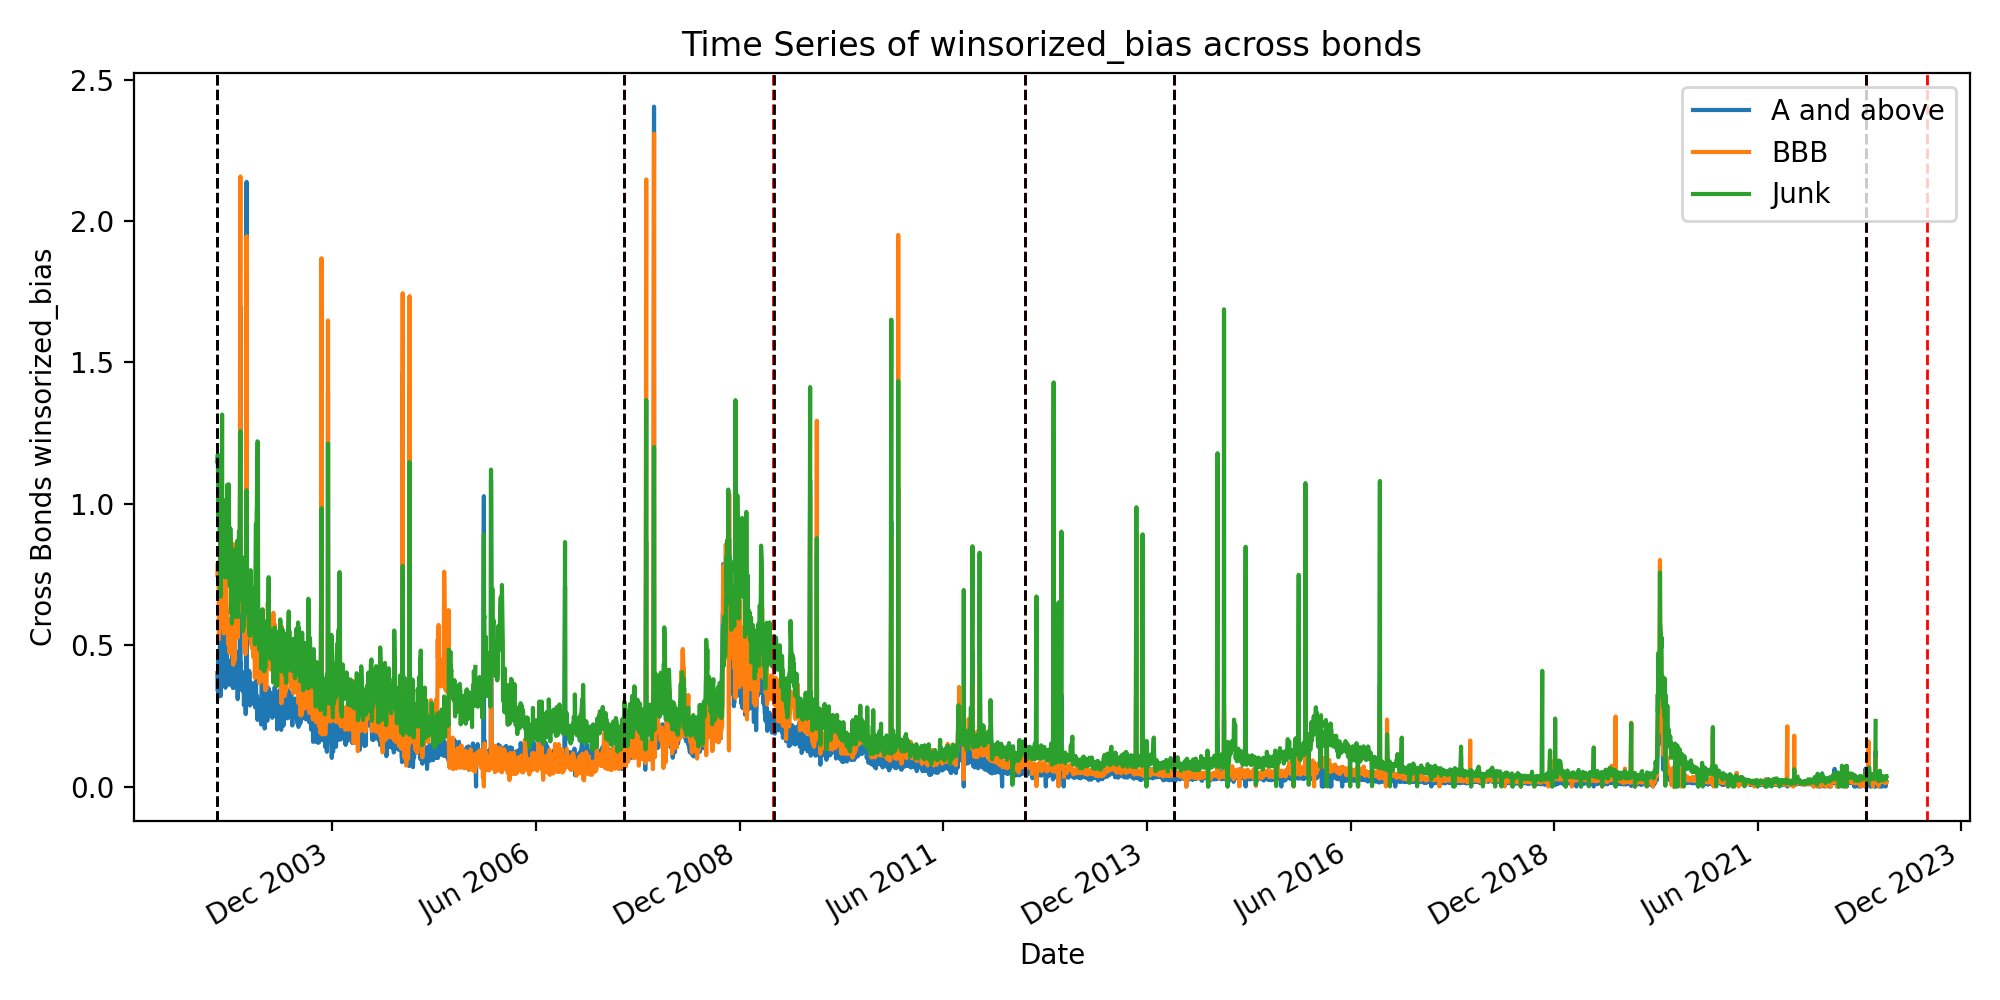 Time Series of winsorized_bias across bonds
A and above
BBB
Junk
Cross Bonds winsorized_bias
2.5
2.0
1.5
1.0
0.5
0.0
Dec 2003
Jun 2006
Dec 2008
Jun 2011
Dec 2013
Jun 2016
Dec 2018
Jun 2021
Dec 2023
Date